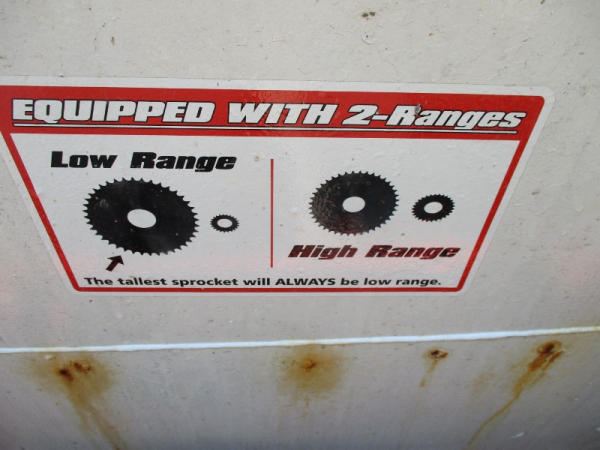 EQUIPPED WITH 2-Ranges
Low Range
High Range
The tallest sprocket will ALWAYS be low range.